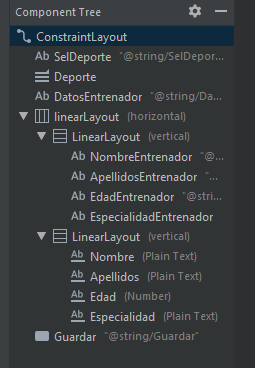 Component Tree
ConstraintLayout
Ab SelDeporte "@string/SelDepor...
Deporte
Ab DatosEntrenador "@string/Da...
linearLayout (horizontal)
LinearLayout (vertical)
Ab NombreEntrenador "@...
Ab ApellidosEntrenador "...
Ab EdadEntrenador "@stri...
Ab EspecialidadEntrenador
LinearLayout (vertical)
Ab Nombre (Plain Text)
Ab Apellidos (Plain Text)
Ab Edad (Number)
Ab Especialidad (Plain Text)
Guardar "@string/Guardar"